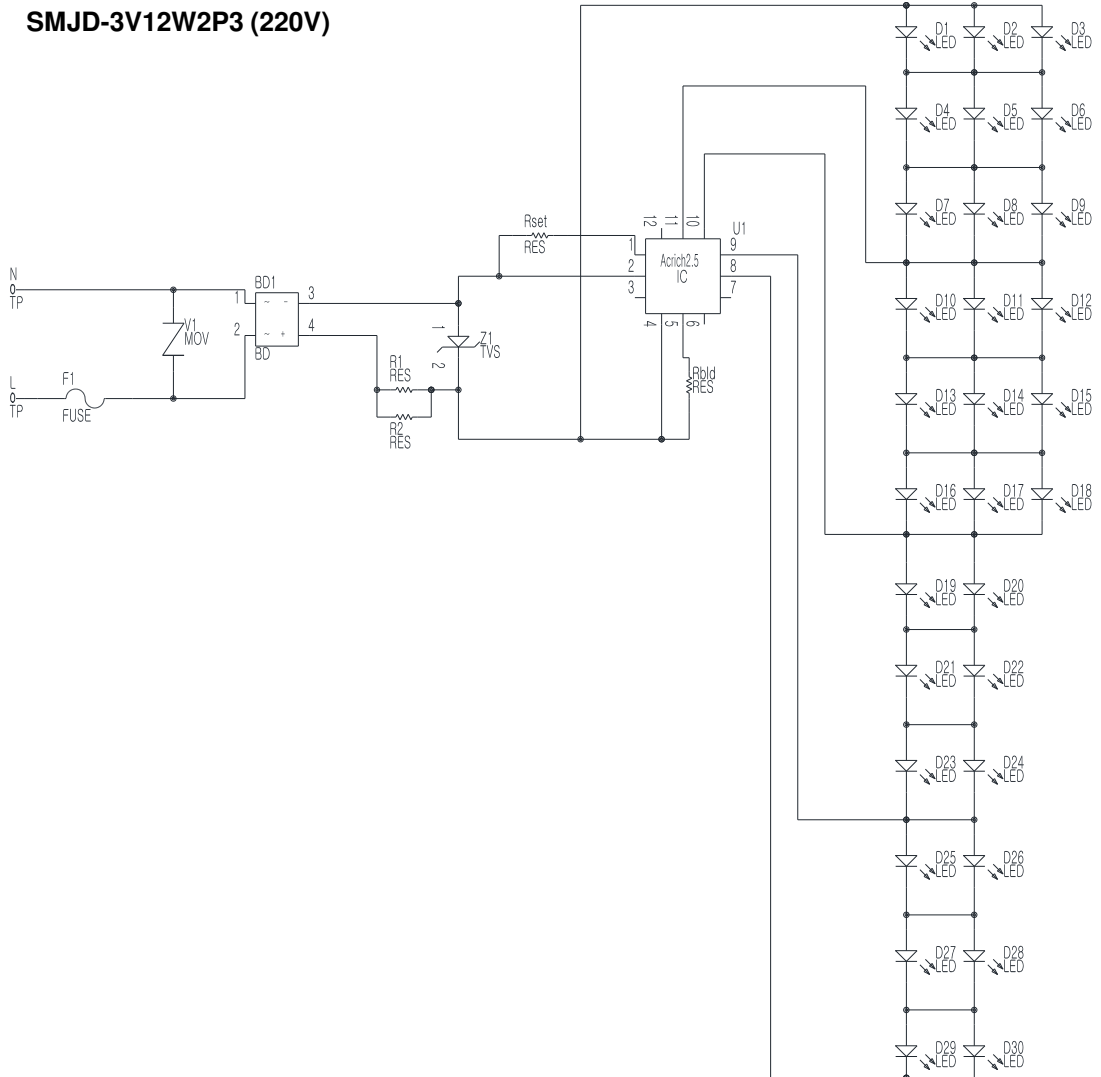 SMJD-3V12W2P3 (220V)
D1
LED
D2
LED
D3
LED
D4
LED
D5
LED
D6
LED
D7
LED
D8
LED
D9
LED
Rset
RES
12
11
10
U1
1
2
3
Acrich2.5
IC
9
8
7
4
5
6
N
TP
V1
MOV
BD1
1
2
~ -
~ +
3
4
BD
L
TP
F1
FUSE
1
2
Z1
TVS
R1
RES
R2
RES
Rbld
RES
D10
LED
D11
LED
D12
LED
D13
LED
D14
LED
D15
LED
D16
LED
D17
LED
D18
LED
D19
LED
D20
LED
D21
LED
D22
LED
D23
LED
D24
LED
D25
LED
D26
LED
D27
LED
D28
LED
D29
LED
D30
LED